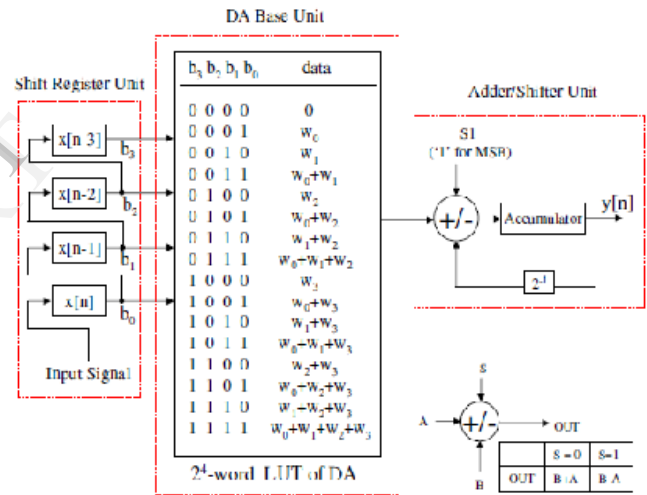 DA Base Unit
Shift Register Unit
x[n-3]
b3
x[n-2]
b2
x[n-1]
b1
x[n]
b0
Input Signal
b3 b2 b1 b0 data
0 0 0 0 0
0 0 0 1 w0
0 0 1 0 w1
0 0 1 1 w0+w1
0 1 0 0 w2
0 1 0 1 w0+w2
0 1 1 0 w1+w2
0 1 1 1 w0+w1+w2
1 0 0 0 w3
1 0 0 1 w0+w3
1 0 1 0 w1+w3
1 0 1 1 w0+w1+w3
1 1 0 0 w2+w3
1 1 0 1 w0+w2+w3
1 1 1 0 w1+w2+w3
1 1 1 1 w0+w1+w2+w3
2^4-word LUT of DA
Adder/Shifter Unit
S1
('1' for MSB)
+/-
Accumulator
y[n]
2^-1
S
A
+/-
OUT
B
S=0 S=1
OUT B+A B-A